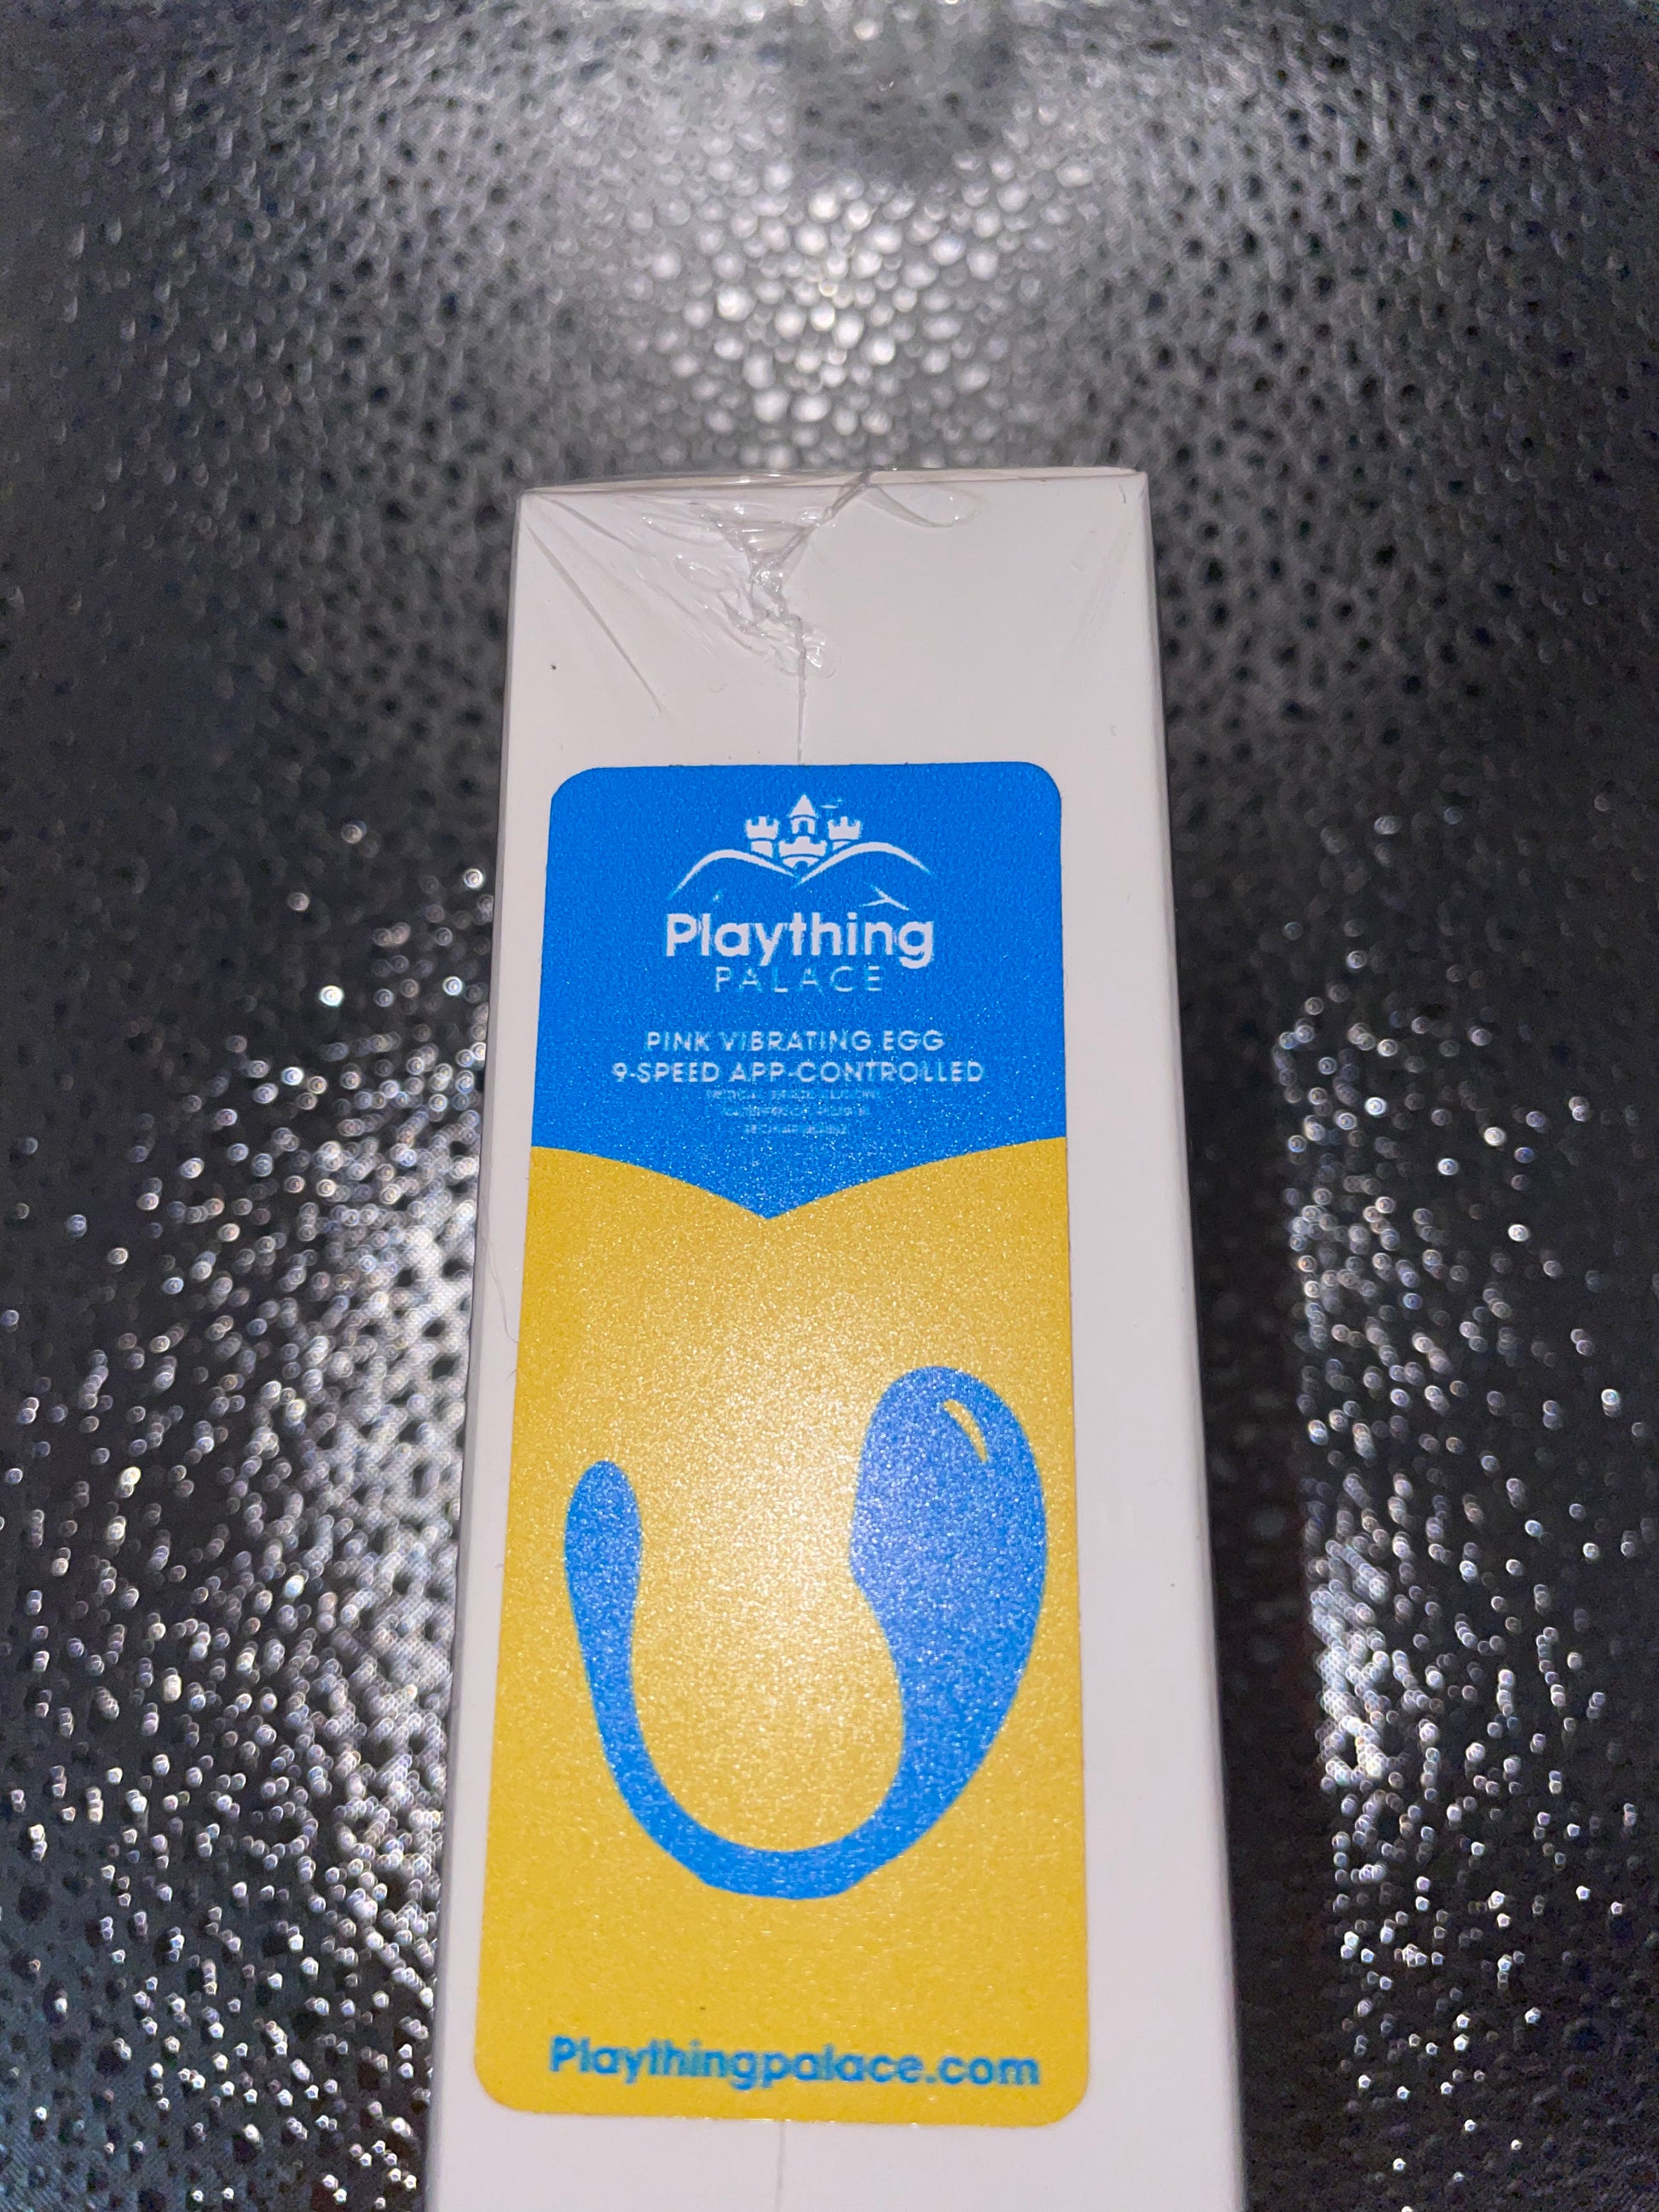 Plaything
PALACE
PINK VIBRATING EGG
9-SPEED APP-CONTROLLED
Playthingpalace.com